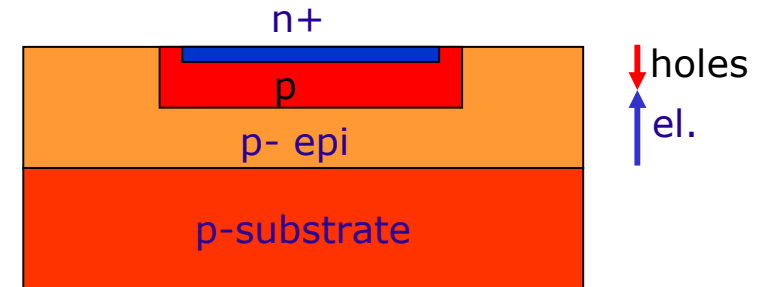 n+
holes
p
el.
p- epi
p-substrate